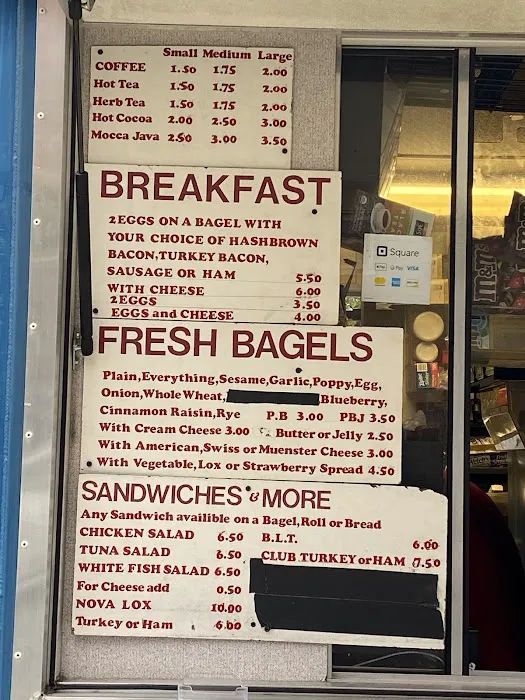 Small Medium Large
COFFEE 1.50 1.75 2.00
Hot Tea 1.50 1.75 2.00
Herb Tea 1.50 1.75 2.00
Hot Cocoa 2.00 2.50 3.00
Mocca Java 2.50 3.00 3.50
BREAKFAST
2 EGGS ON A BAGEL WITH
YOUR CHOICE OF HASHBROWN
BACON,TURKEY BACON,
SAUSAGE OR HAM 5.50
WITH CHEESE 6.00
2EGGS 3.50
EGGS and CHEESE 4.00
FRESH BAGELS
Plain,Everything,Sesame,Garlic,Poppy,Egg,
Onion,Whole Wheat, Blueberry,
Cinnamon Raisin,Rye P.B 3.00 PBJ 3.50
With Cream Cheese 3.00 Butter or Jelly 2.50
With American,Swiss or Muenster Cheese 3.00
With Vegetable,Lox or Strawberry Spread 4.50
SANDWICHES & MORE
Any Sandwich availible on a Bagel,Roll or Bread
CHICKEN SALAD 6.50 B.L.T. 6.00
TUNA SALAD 6.50 CLUB TURKEY or HAM 7.50
WHITE FISH SALAD 6.50
For Cheese add 0.50
NOVA LOX 10.00
Turkey or Ham 6.00
Square
Pay G Pay VISA
m&m's